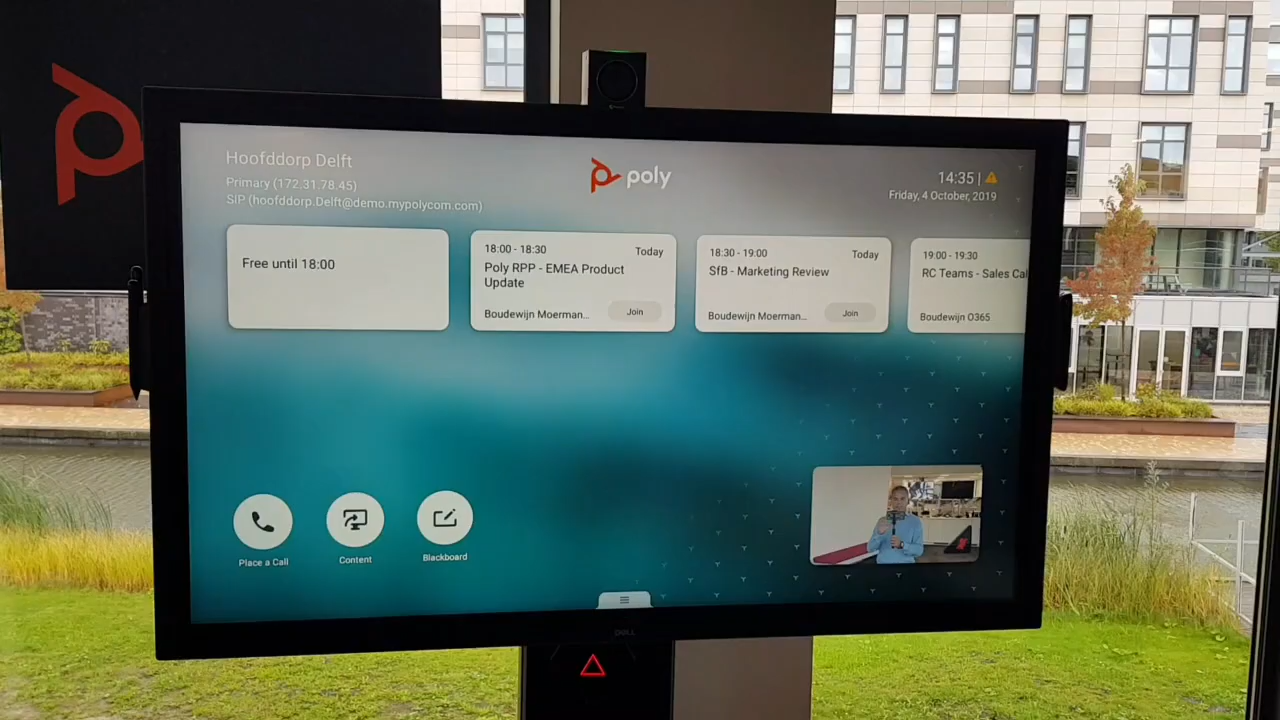 Hoofddorp Delft
Primary (172.31.78.45)
SIP (hoofddorp.Delft@demo.mypolycom.com)
poly
14:35 |
Friday, 4 October, 2019
Free until 18:00
18:00 - 18:30 Today
Poly RPP - EMEA Product
Update
Boudewijn Moerman... Join
18:30 - 19:00 Today
SfB - Marketing Review
Boudewijn Moerman... Join
19:00 - 19:30
RC Teams - Sales Cal
Boudewijn O365
Place a Call
Content
Blackboard
DELL